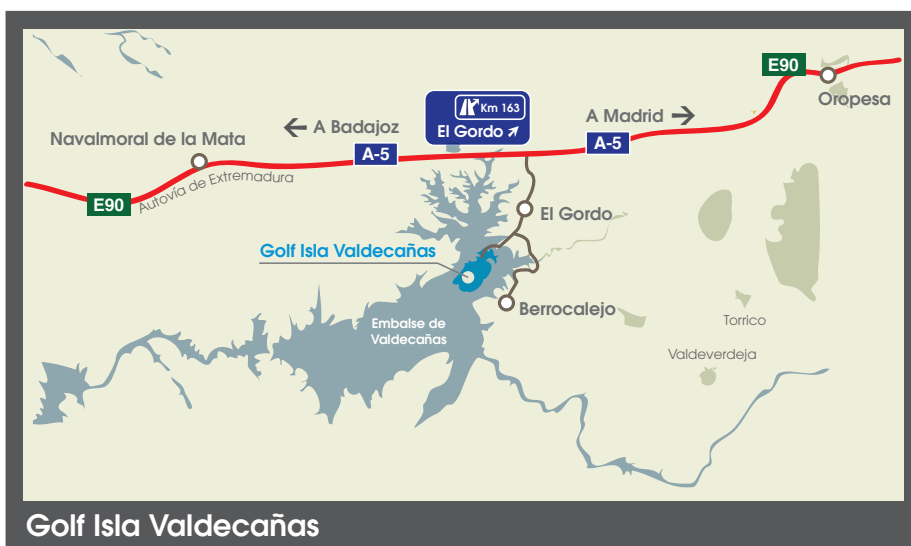 E90
Oropesa
Km 163
El Gordo
A Madrid
A Badajoz
Navalmoral de la Mata
A-5
A-5
Autovía de Extremadura
E90
El Gordo
Golf Isla Valdecañas
Berrocalejo
Torrico
Embalse de
Valdecañas
Valdeverdeja
Golf Isla Valdecañas